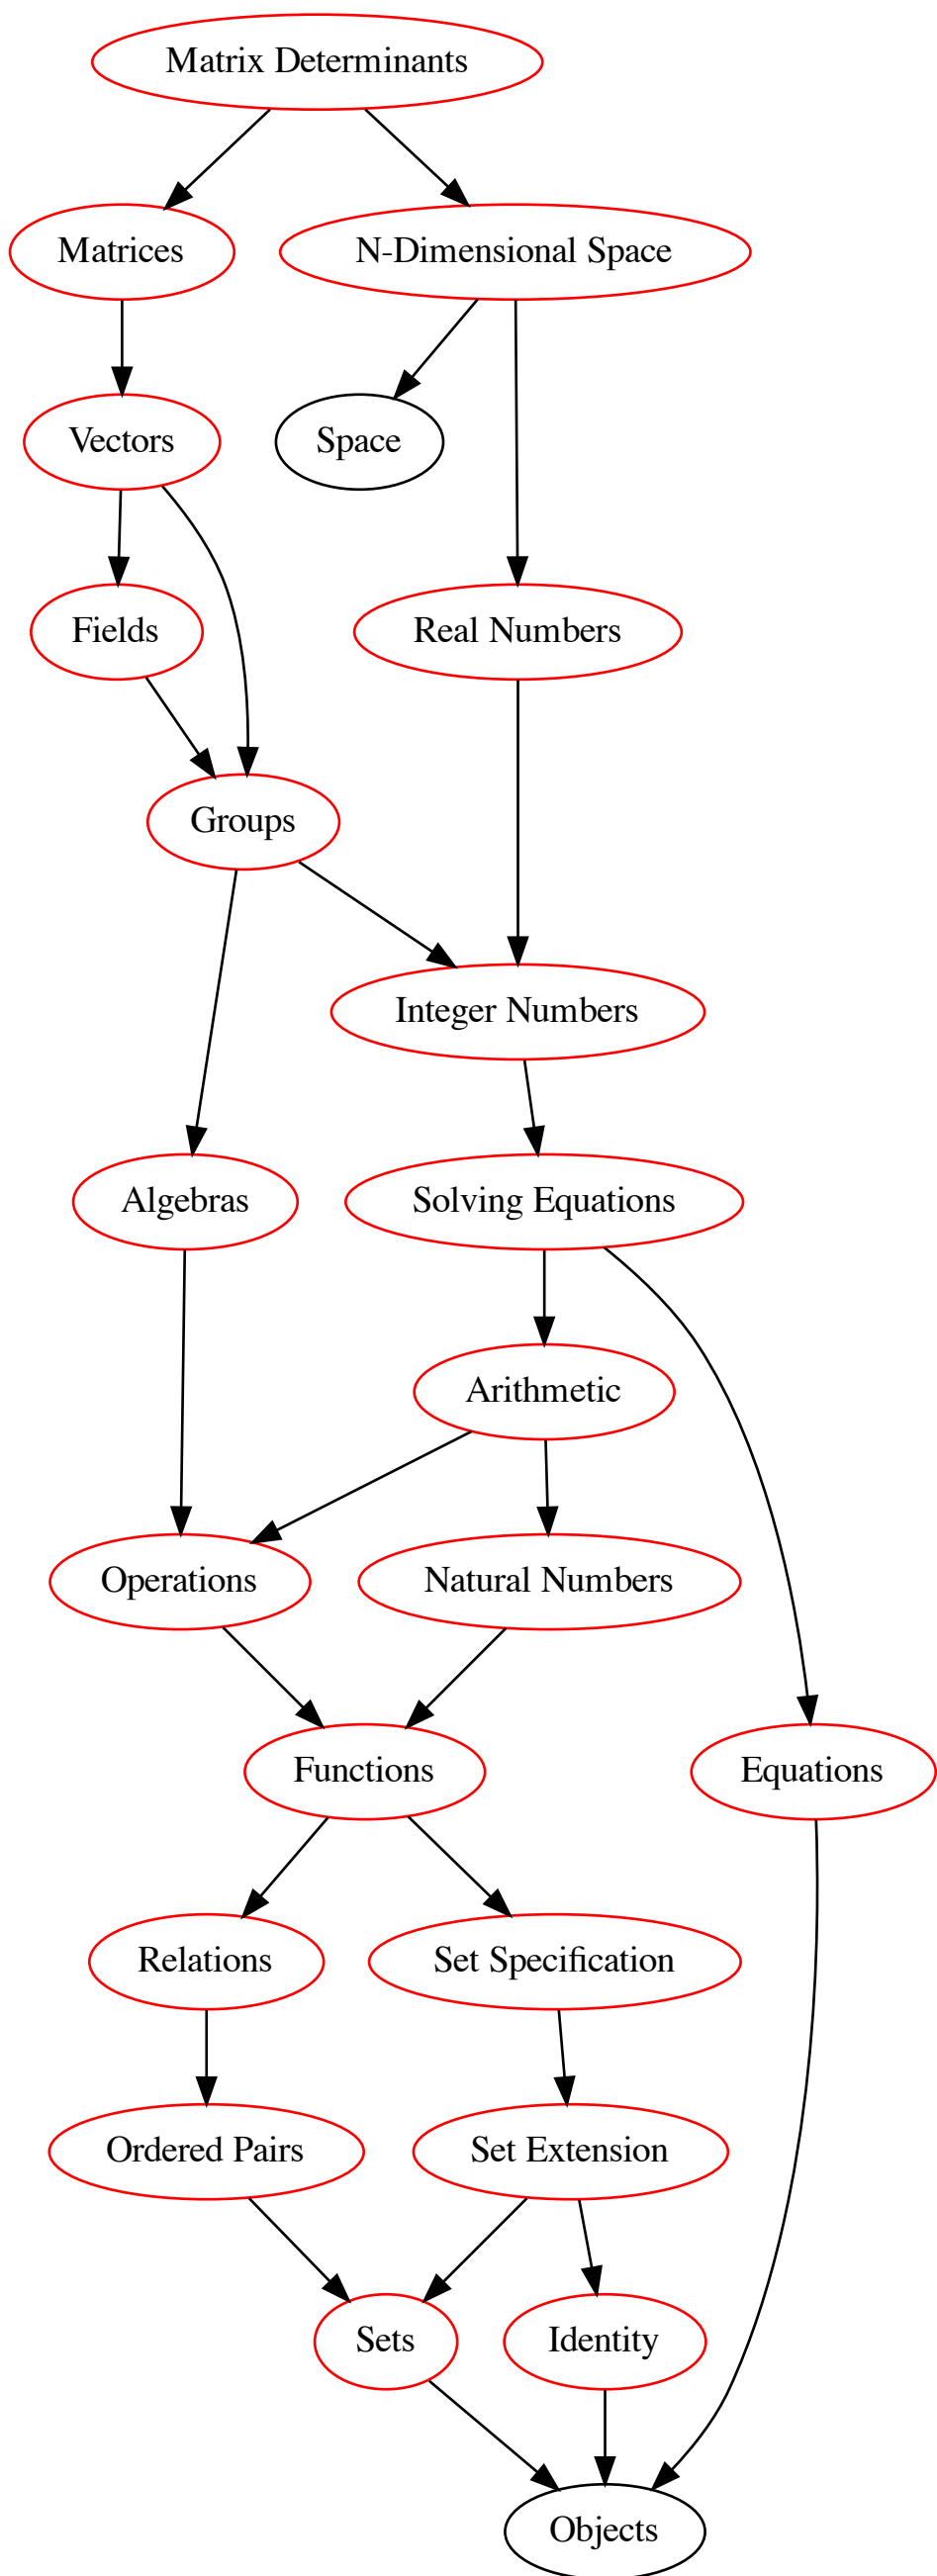 Matrix Determinants
Matrices
N-Dimensional Space
Vectors
Space
Fields
Real Numbers
Groups
Integer Numbers
Algebras
Solving Equations
Arithmetic
Operations
Natural Numbers
Functions
Equations
Relations
Set Specification
Ordered Pairs
Set Extension
Sets
Identity
Objects